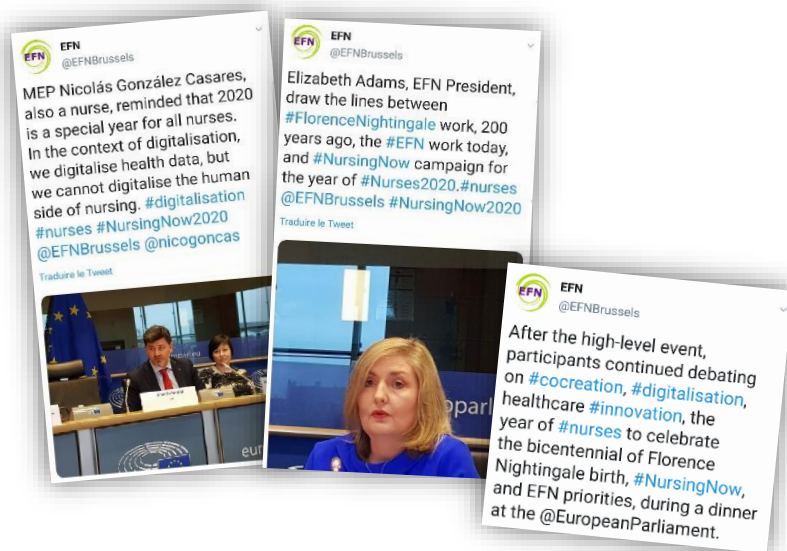 EFN
EFN
@EFNBrussels
MEP Nicolás González Casares,
also a nurse, reminded that 2020
is a special year for all nurses.
In the context of digitalisation,
we digitalise health data, but
we cannot digitalise the human
side of nursing. #digitalisation
#nurses #NursingNow2020
@EFNBrussels @nicogoncas
Traduire le Tweet
EFN
EFN
@EFNBrussels
Elizabeth Adams, EFN President,
draw the lines between
#FlorenceNightingale work, 200
years ago, the #EFN work today,
and #NursingNow campaign for
the year of #Nurses2020.#nurses
@EFNBrussels #NursingNow2020
Traduire le Tweet
oparl
EFN
EFN
@EFNBrussels
After the high-level event,
participants continued debating
on #cocreation, #digitalisation,
healthcare #innovation, the
year of #nurses to celebrate
the bicentennial of Florence
Nightingale birth, #NursingNow,
and EFN priorities, during a dinner
at the @EuropeanParliament.